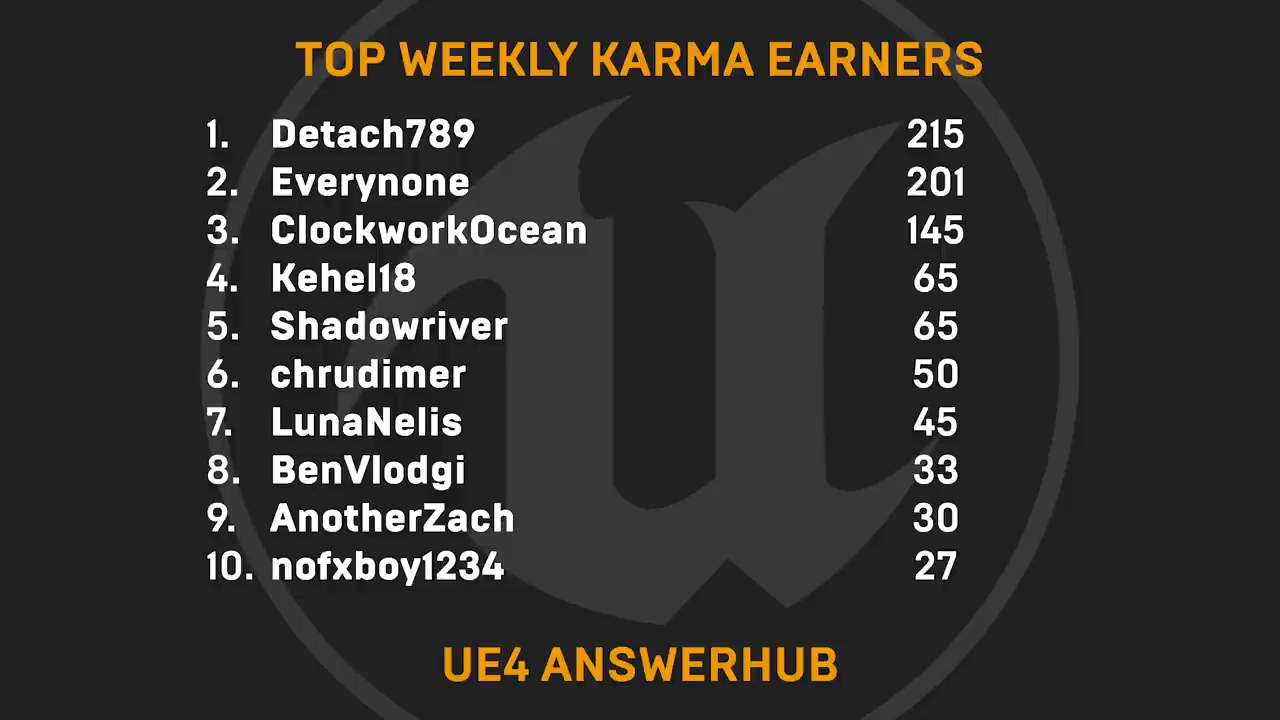 TOP WEEKLY KARMA EARNERS
1. Detach789 215
2. Everynone 201
3. ClockworkOcean 145
4. Kehel18 65
5. Shadowriver 65
6. chrudimer 50
7. LunaNelis 45
8. BenVlodgi 33
9. AnotherZach 30
10. nofxboy1234 27
UE4 ANSWERHUB